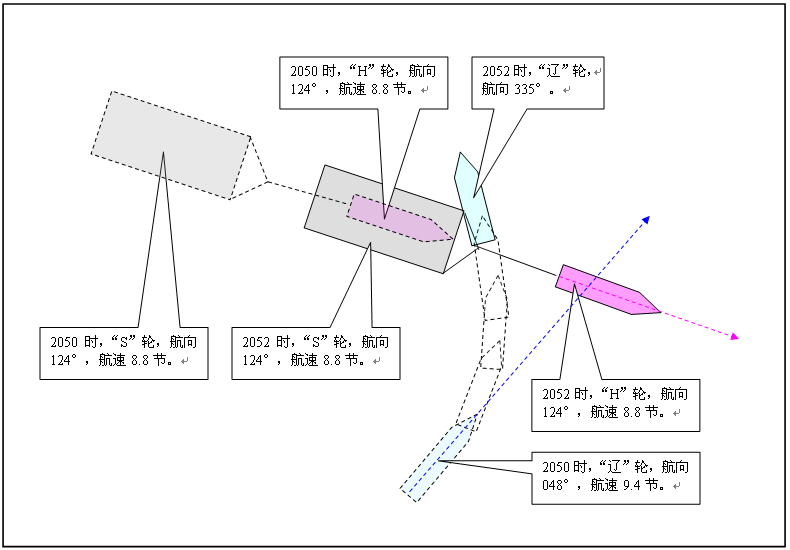 2050 时，“H” 轮，航向
124°，航速 8.8 节。↵
2052 时，“辽” 轮，↵
航向 335°。↵
2050 时，“S” 轮，航向
124°，航速 8.8 节。↵
2052 时，“S” 轮，航向
124°，航速 8.8 节。↵
2052 时，“H” 轮，航向
124°，航速 8.8 节。↵
2050 时，“辽” 轮，航向
048°，航速 9.4 节。↵